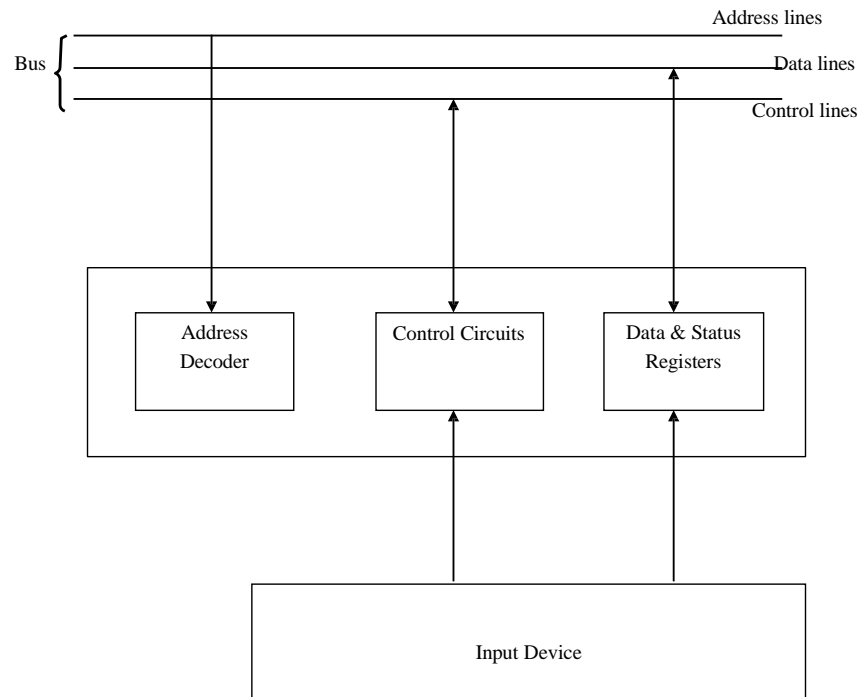 Address lines
Bus
Data lines
Control lines
Address
Decoder
Control Circuits
Data & Status
Registers
Input Device